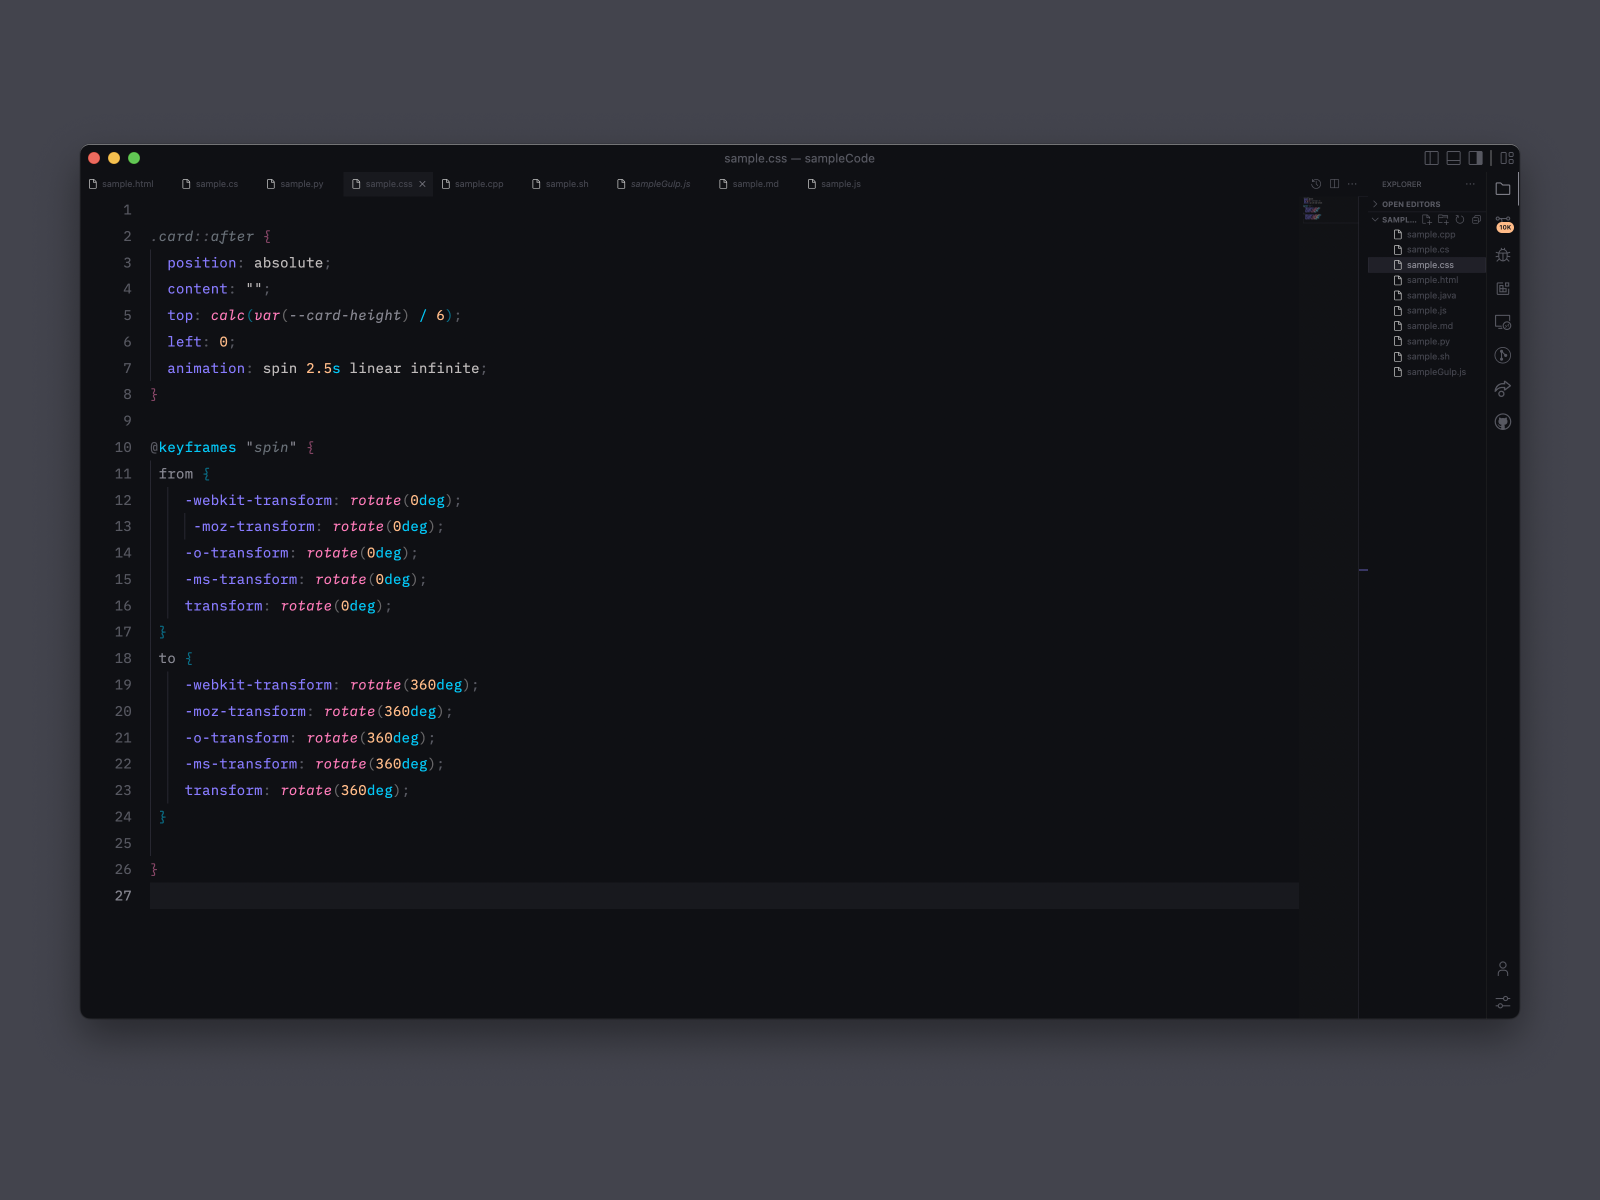 sample.css — sampleCode
sample.html sample.cs sample.py sample.css sample.cpp sample.sh sampleGulp.js sample.md sample.js
1
2 .card::after {
3 position: absolute;
4 content: "";
5 top: calc(var(--card-height) / 6);
6 left: 0;
7 animation: spin 2.5s linear infinite;
8 }
9
10 @keyframes "spin" {
11 from {
12 -webkit-transform: rotate(0deg);
13 -moz-transform: rotate(0deg);
14 -o-transform: rotate(0deg);
15 -ms-transform: rotate(0deg);
16 transform: rotate(0deg);
17 }
18 to {
19 -webkit-transform: rotate(360deg);
20 -moz-transform: rotate(360deg);
21 -o-transform: rotate(360deg);
22 -ms-transform: rotate(360deg);
23 transform: rotate(360deg);
24 }
25
26 }
27
EXPLORER
OPEN EDITORS
SAMPL...
sample.cpp
sample.cs
sample.css
sample.html
sample.java
sample.js
sample.md
sample.py
sample.sh
sampleGulp.js
10K